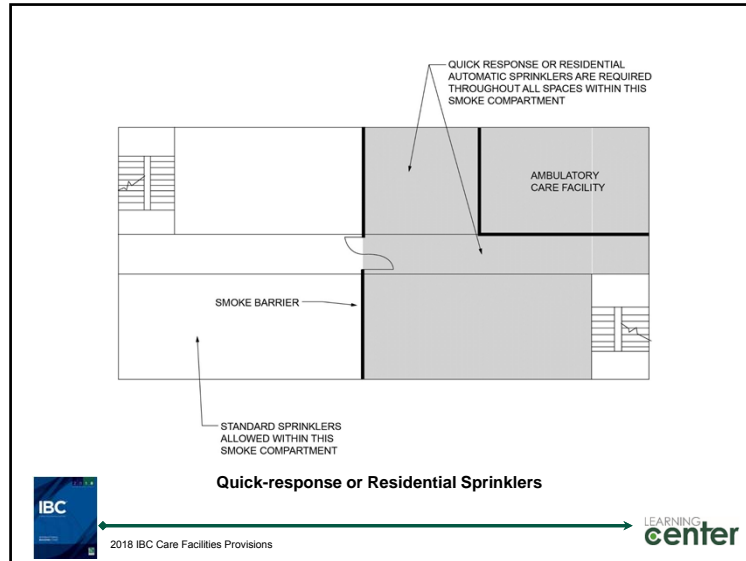 QUICK RESPONSE OR RESIDENTIAL
AUTOMATIC SPRINKLERS ARE REQUIRED
THROUGHOUT ALL SPACES WITHIN THIS
SMOKE COMPARTMENT
AMBULATORY
CARE FACILITY
SMOKE BARRIER
STANDARD SPRINKLERS
ALLOWED WITHIN THIS
SMOKE COMPARTMENT
Quick-response or Residential Sprinklers
IBC
2018 IBC Care Facilities Provisions
LEARNING
center